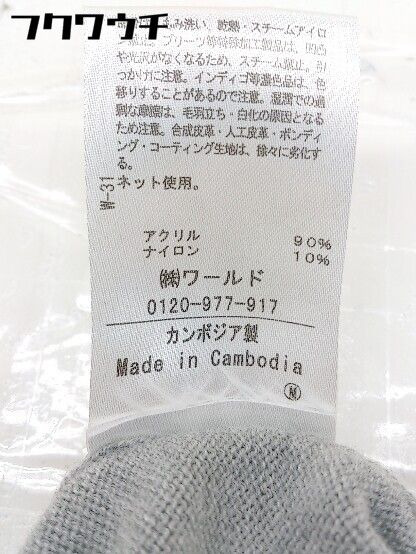 フクウウチ
もみ洗い、乾熱・スチームアイロ
プリーツ等特殊加工製品は、凹凸
や光沢がなくなるため、スチーム禁止。引
っかけに注意。インディゴ等濃色品は、色
移りすることがあるので注意。湿潤での過
剰な摩擦は、毛羽立ち・白化の原因となる
ため注意。合成皮革・人工皮革・ボンディ
ング・コーティング生地は、徐々に劣化す
る。
ネット使用。
W-31
アクリル 90%
ナイロン 10%
㈱ワールド
0120-977-917
カンボジア製
Made in Cambodia
Ⓜ